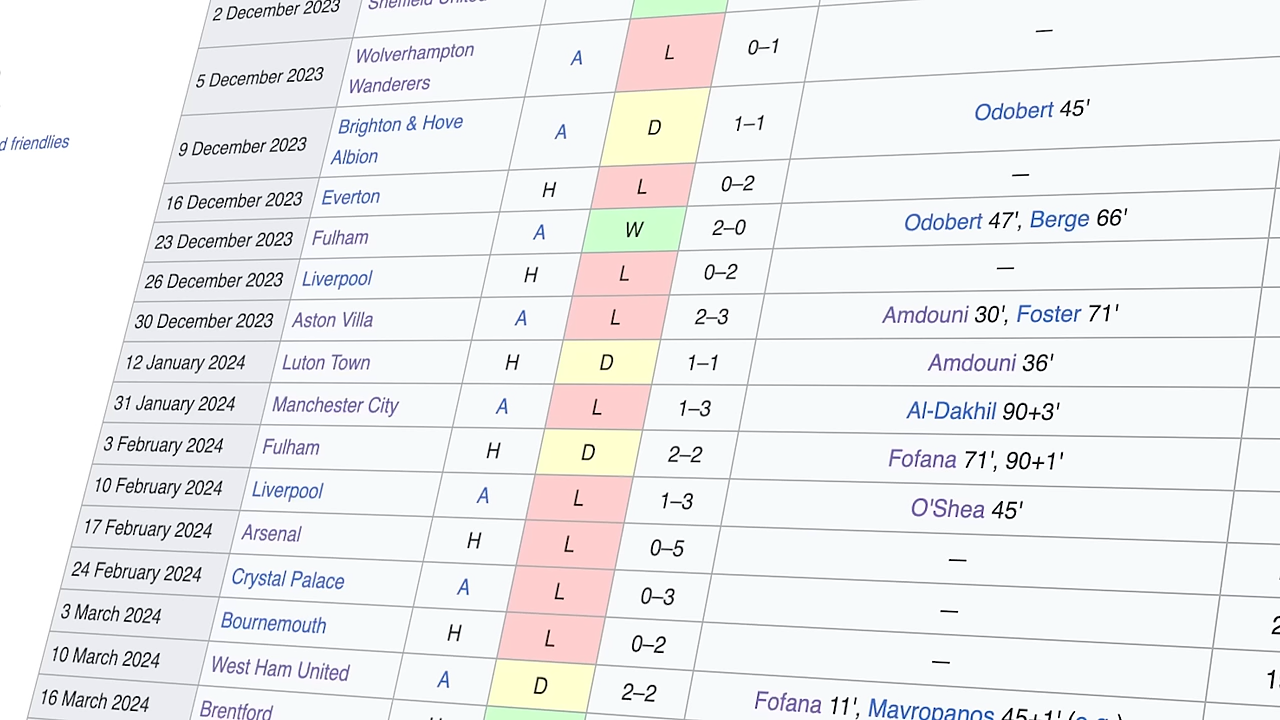 2 December 2023 Sheffield United
5 December 2023 Wolverhampton Wanderers A L 0–1 —
9 December 2023 Brighton & Hove Albion A D 1–1 Odobert 45'
d friendlies
16 December 2023 Everton H L 0–2 —
23 December 2023 Fulham A W 2–0 Odobert 47', Berge 66'
26 December 2023 Liverpool H L 0–2 —
30 December 2023 Aston Villa A L 2–3 Amdouni 30', Foster 71'
12 January 2024 Luton Town H D 1–1 Amdouni 36'
31 January 2024 Manchester City A L 1–3 Al-Dakhil 90+3'
3 February 2024 Fulham H D 2–2 Fofana 71', 90+1'
10 February 2024 Liverpool A L 1–3 O'Shea 45'
17 February 2024 Arsenal H L 0–5 —
24 February 2024 Crystal Palace A L 0–3 —
3 March 2024 Bournemouth H L 0–2 —
10 March 2024 West Ham United A D 2–2 Fofana 11', Mavropanos 45+1' (o.g.)
16 March 2024 Brentford